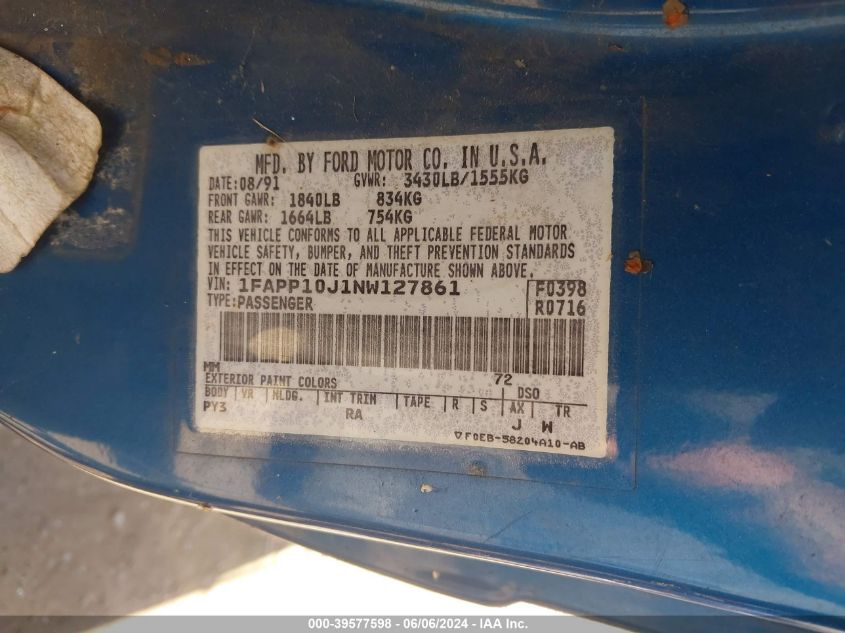 MFD. BY FORD MOTOR CO. IN U.S.A.
DATE: 08/91 GVWR: 3430LB/1555KG
FRONT GAWR: 1840LB 834KG
REAR GAWR: 1664LB 754KG
THIS VEHICLE CONFORMS TO ALL APPLICABLE FEDERAL MOTOR
VEHICLE SAFETY, BUMPER, AND THEFT PREVENTION STANDARDS
IN EFFECT ON THE DATE OF MANUFACTURE SHOWN ABOVE.
VIN: 1FAPP10J1NW127861 F0398
TYPE: PASSENGER R0716
MM 72
EXTERIOR PAINT COLORS DSO
BODY VR MLDG. INT TRIM TAPE R S AX TR
PY3 RA J W
F0EB-58204A10-AB
000-39577598 - 06/06/2024 - IAA Inc.